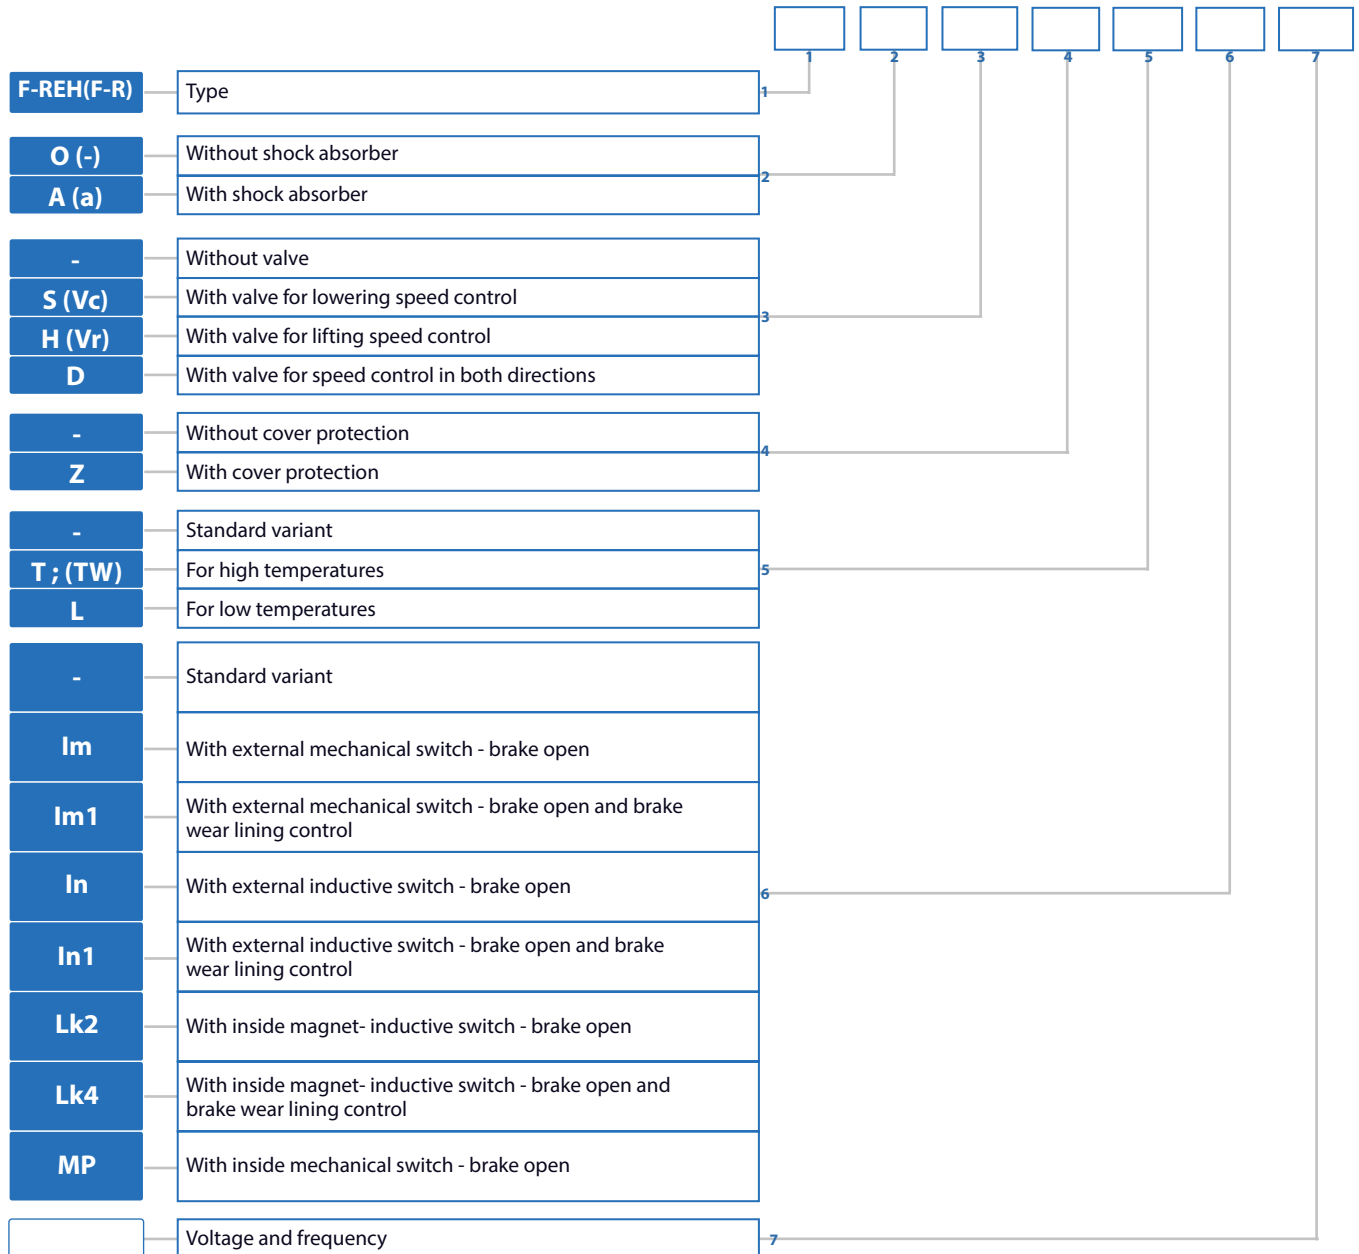 1 2 3 4 5 6 7
F-REH(F-R) Type 1
O (-) Without shock absorber
2
A (a) With shock absorber
- Without valve
S (Vc) With valve for lowering speed control
3
H (Vr) With valve for lifting speed control
D With valve for speed control in both directions
- Without cover protection
4
Z With cover protection
- Standard variant
T ; (TW) For high temperatures 5
L For low temperatures
- Standard variant
Im With external mechanical switch - brake open
Im1 With external mechanical switch - brake open and brake
wear lining control
In With external inductive switch - brake open 6
In1 With external inductive switch - brake open and brake
wear lining control
Lk2 With inside magnet- inductive switch - brake open
Lk4 With inside magnet- inductive switch - brake open and
brake wear lining control
MP With inside mechanical switch - brake open
Voltage and frequency 7